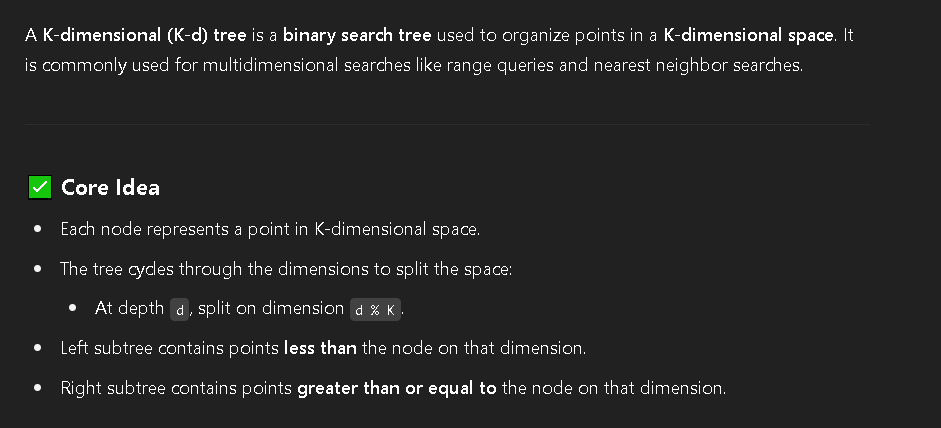 A K-dimensional (K-d) tree is a binary search tree used to organize points in a K-dimensional space. It
is commonly used for multidimensional searches like range queries and nearest neighbor searches.
Core Idea
Each node represents a point in K-dimensional space.
The tree cycles through the dimensions to split the space:
At depth d, split on dimension d % K.
Left subtree contains points less than the node on that dimension.
Right subtree contains points greater than or equal to the node on that dimension.